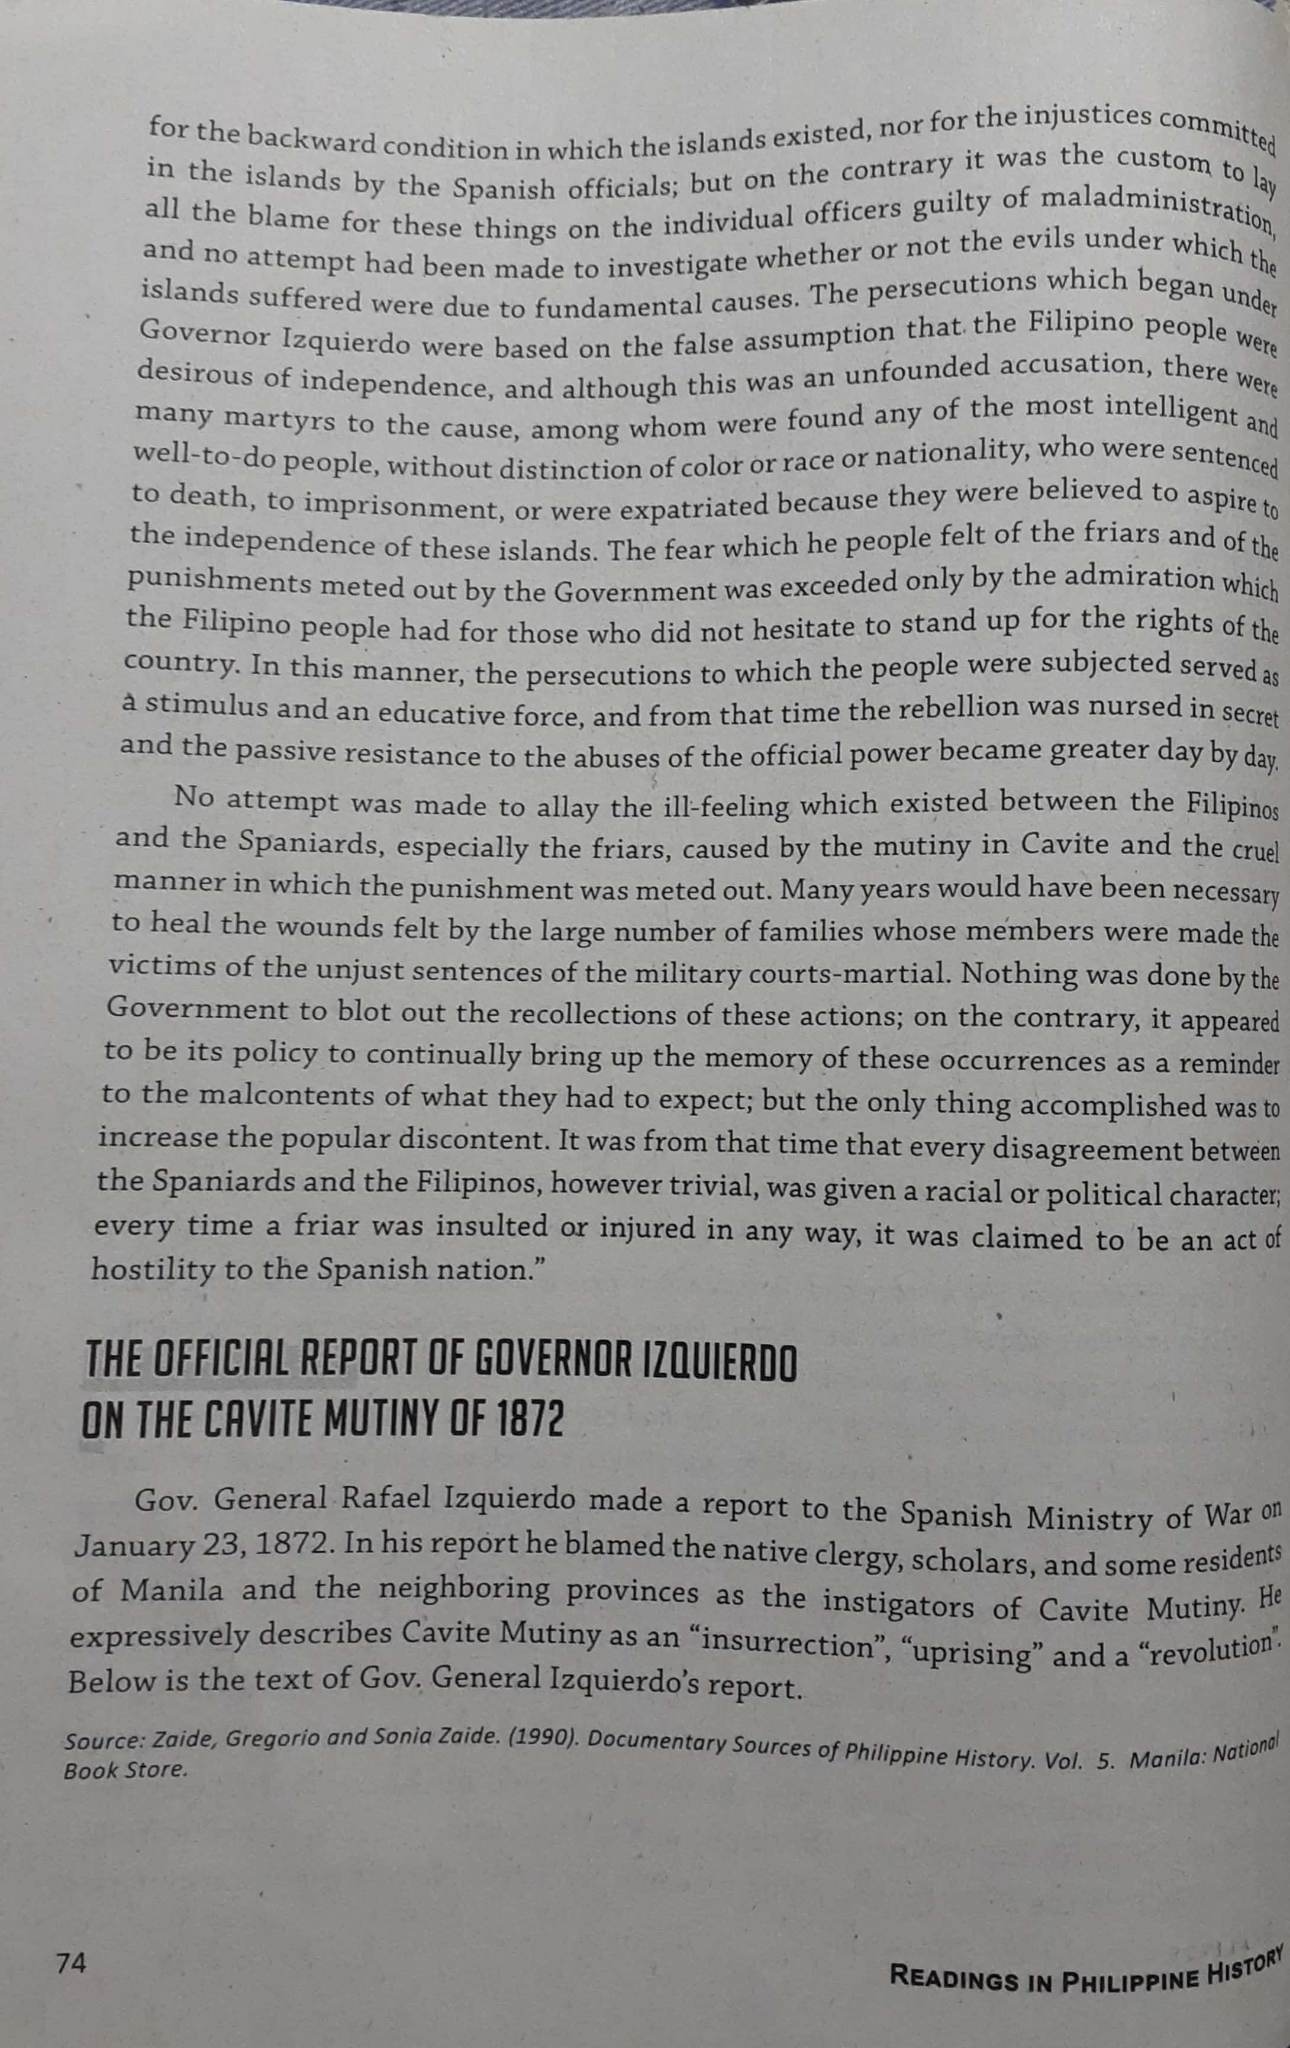 for the backward condition in which the islands existed, nor for the injustices committed
in the islands by the Spanish officials; but on the contrary it was the custom to lay
all the blame for these things on the individual officers guilty of maladministration,
and no attempt had been made to investigate whether or not the evils under which the
islands suffered were due to fundamental causes. The persecutions which began under
Governor Izquierdo were based on the false assumption that the Filipino people were
desirous of independence, and although this was an unfounded accusation, there were
many martyrs to the cause, among whom were found any of the most intelligent and
well-to-do people, without distinction of color or race or nationality, who were sentenced
to death, to imprisonment, or were expatriated because they were believed to aspire to
the independence of these islands. The fear which he people felt of the friars and of the
punishments meted out by the Government was exceeded only by the admiration which
the Filipino people had for those who did not hesitate to stand up for the rights of the
country. In this manner, the persecutions to which the people were subjected served as
a stimulus and an educative force, and from that time the rebellion was nursed in secret
and the passive resistance to the abuses of the official power became greater day by day.
No attempt was made to allay the ill-feeling which existed between the Filipinos
and the Spaniards, especially the friars, caused by the mutiny in Cavite and the cruel
manner in which the punishment was meted out. Many years would have been necessary
to heal the wounds felt by the large number of families whose members were made the
victims of the unjust sentences of the military courts-martial. Nothing was done by the
Government to blot out the recollections of these actions; on the contrary, it appeared
to be its policy to continually bring up the memory of these occurrences as a reminder
to the malcontents of what they had to expect; but the only thing accomplished was to
increase the popular discontent. It was from that time that every disagreement between
the Spaniards and the Filipinos, however trivial, was given a racial or political character;
every time a friar was insulted or injured in any way, it was claimed to be an act of
hostility to the Spanish nation.”
THE OFFICIAL REPORT OF GOVERNOR IZQUIERDO
ON THE CAVITE MUTINY OF 1872
Gov. General Rafael Izquierdo made a report to the Spanish Ministry of War on
January 23, 1872. In his report he blamed the native clergy, scholars, and some residents
of Manila and the neighboring provinces as the instigators of Cavite Mutiny. He
expressively describes Cavite Mutiny as an “insurrection”, “uprising” and a “revolution”.
Below is the text of Gov. General Izquierdo’s report.
Source: Zaide, Gregorio and Sonia Zaide. (1990). Documentary Sources of Philippine History. Vol. 5. Manila: National
Book Store.
74
READINGS IN PHILIPPINE HISTORY